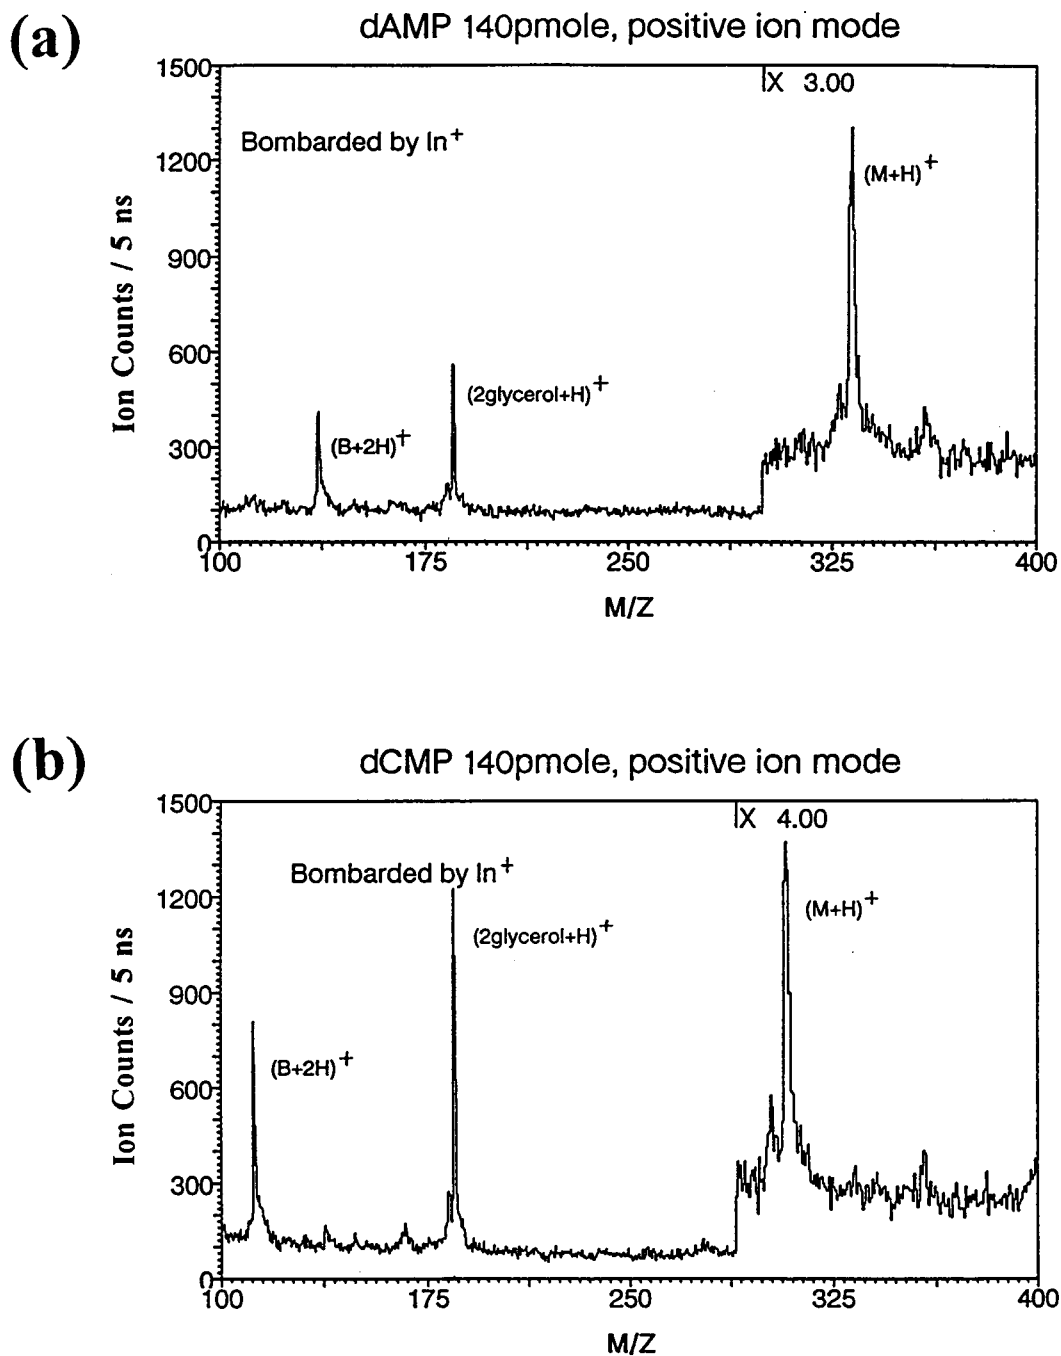 (a)
dAMP 140pmole, positive ion mode
1500
1200
900
600
300
0
Ion Counts / 5 ns
Bombarded by In+
X 3.00
(M+H)+
(2glycerol+H)+
(B+2H)+
100 175 250 325 400
M/Z
(b)
dCMP 140pmole, positive ion mode
1500
1200
900
600
300
0
Ion Counts / 5 ns
X 4.00
Bombarded by In+
(M+H)+
(2glycerol+H)+
(B+2H)+
100 175 250 325 400
M/Z